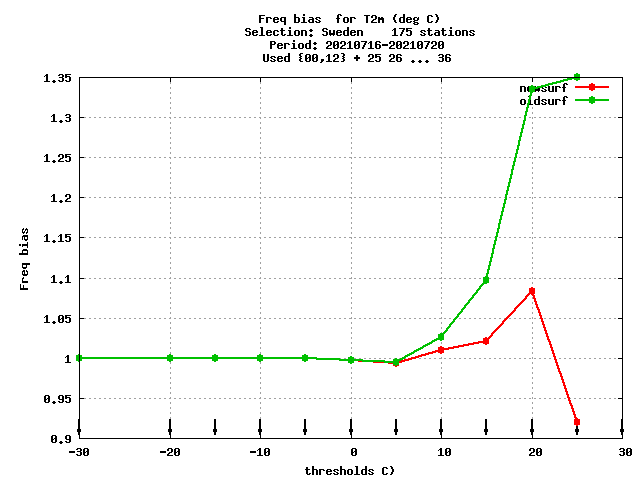 Freq bias  for T2m (deg C)
Selection: Sweden    175 stations
Period: 20210716-20210720
Used {00,12} + 25 26 ... 36
1.35
newsurf
oldsurf
1.3
1.25
1.2
1.15
1.1
1.05
1
0.95
0.9
Freq bias
-30 -20 -10 0 10 20 30
thresholds C)